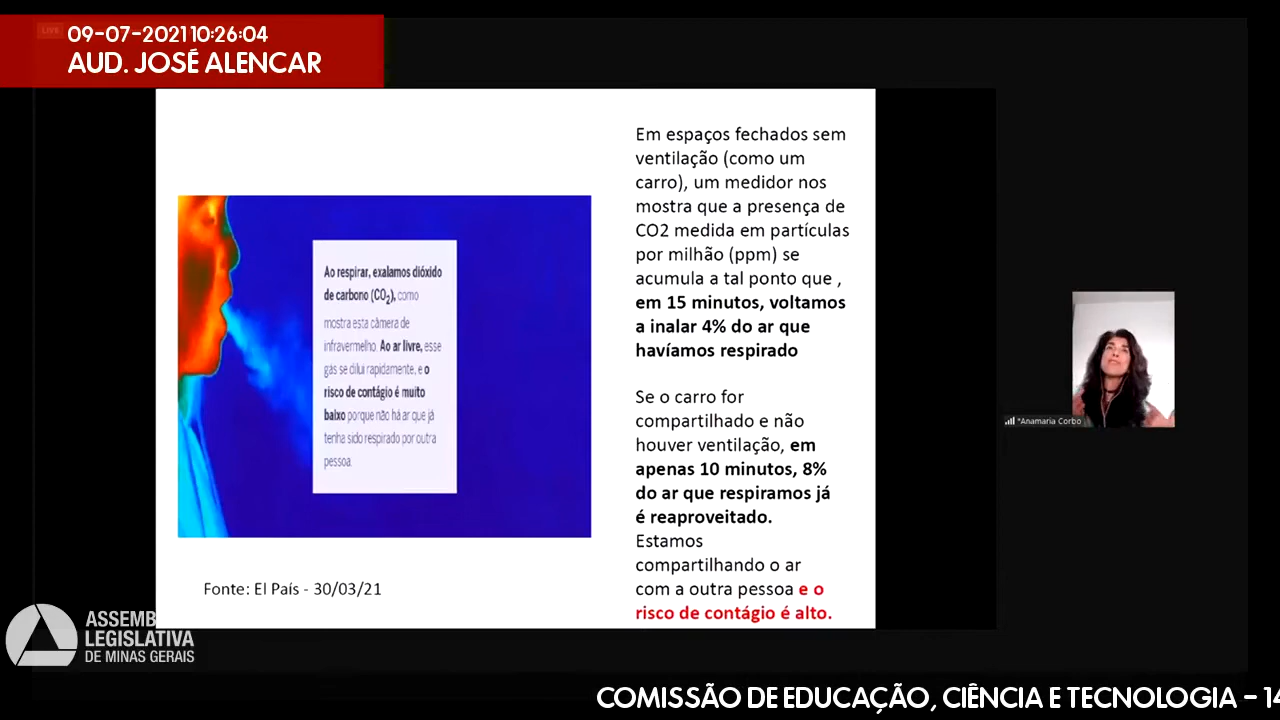 LIVE
09-07-2021 10:26:04
AUD. JOSÉ ALENCAR
Ao respirar, exalamos dióxido
de carbono (CO2), como
mostra esta câmera de
infravermelho. Ao ar livre, esse
gás se dilui rapidamente, e o
risco de contágio é muito
baixo porque não há ar que já
tenha sido respirado por outra
pessoa.
Fonte: El País - 30/03/21
Em espaços fechados sem
ventilação (como um
carro), um medidor nos
mostra que a presença de
CO2 medida em partículas
por milhão (ppm) se
acumula a tal ponto que ,
em 15 minutos, voltamos
a inalar 4% do ar que
havíamos respirado
Se o carro for
compartilhado e não
houver ventilação, em
apenas 10 minutos, 8%
do ar que respiramos já
é reaproveitado.
Estamos
compartilhando o ar
com a outra pessoa e o
risco de contágio é alto.
*Anamaria Corbo
ASSEMB
LEGISLATIVA
DE MINAS GERAIS
COMISSÃO DE EDUCAÇÃO, CIÊNCIA E TECNOLOGIA - 14